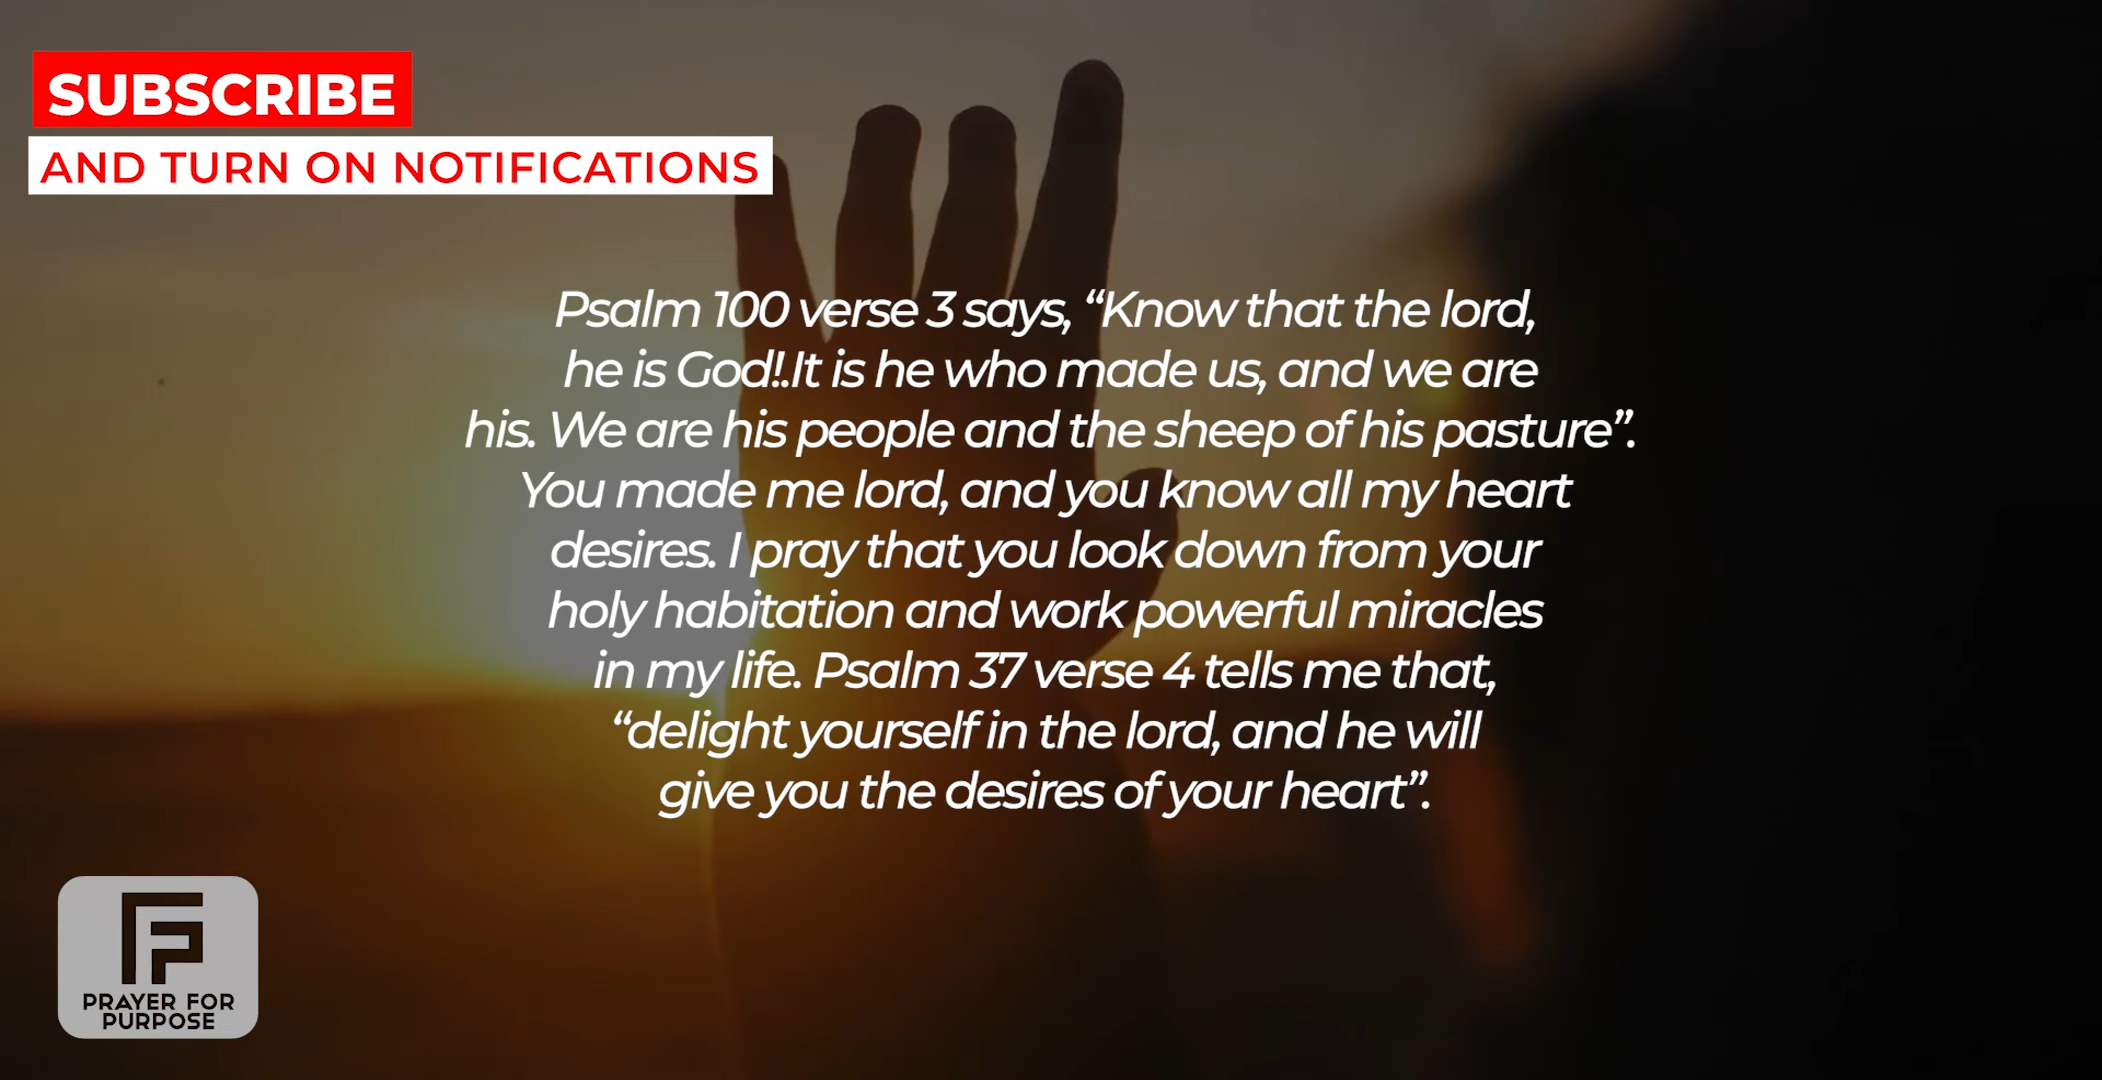 SUBSCRIBE
AND TURN ON NOTIFICATIONS
Psalm 100 verse 3 says, “Know that the lord,
he is God!.It is he who made us, and we are
his. We are his people and the sheep of his pasture”.
You made me lord, and you know all my heart
desires. I pray that you look down from your
holy habitation and work powerful miracles
in my life. Psalm 37 verse 4 tells me that,
“delight yourself in the lord, and he will
give you the desires of your heart”.
PRAYER FOR
PURPOSE